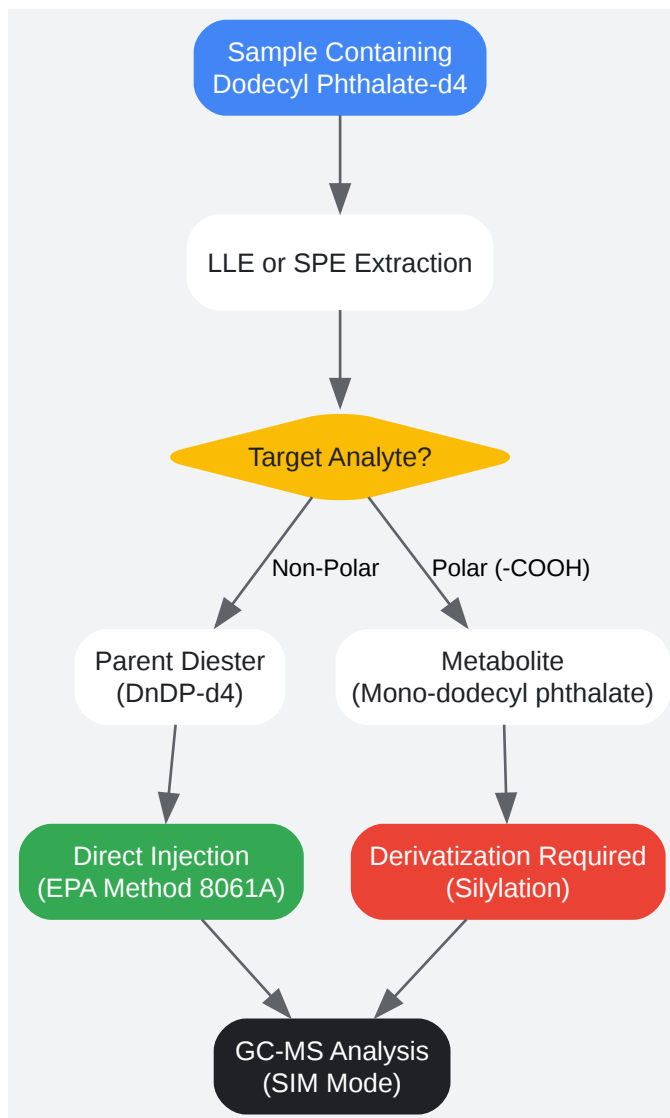 Sample Containing
Dodecyl Phthalate-d4
LLE or SPE Extraction
Target Analyte?
Non-Polar
Polar (-COOH)
Parent Diester
(DnDP-d4)
Metabolite
(Mono-dodecyl phthalate)
Direct Injection
(EPA Method 8061A)
Derivatization Required
(Silylation)
GC-MS Analysis
(SIM Mode)